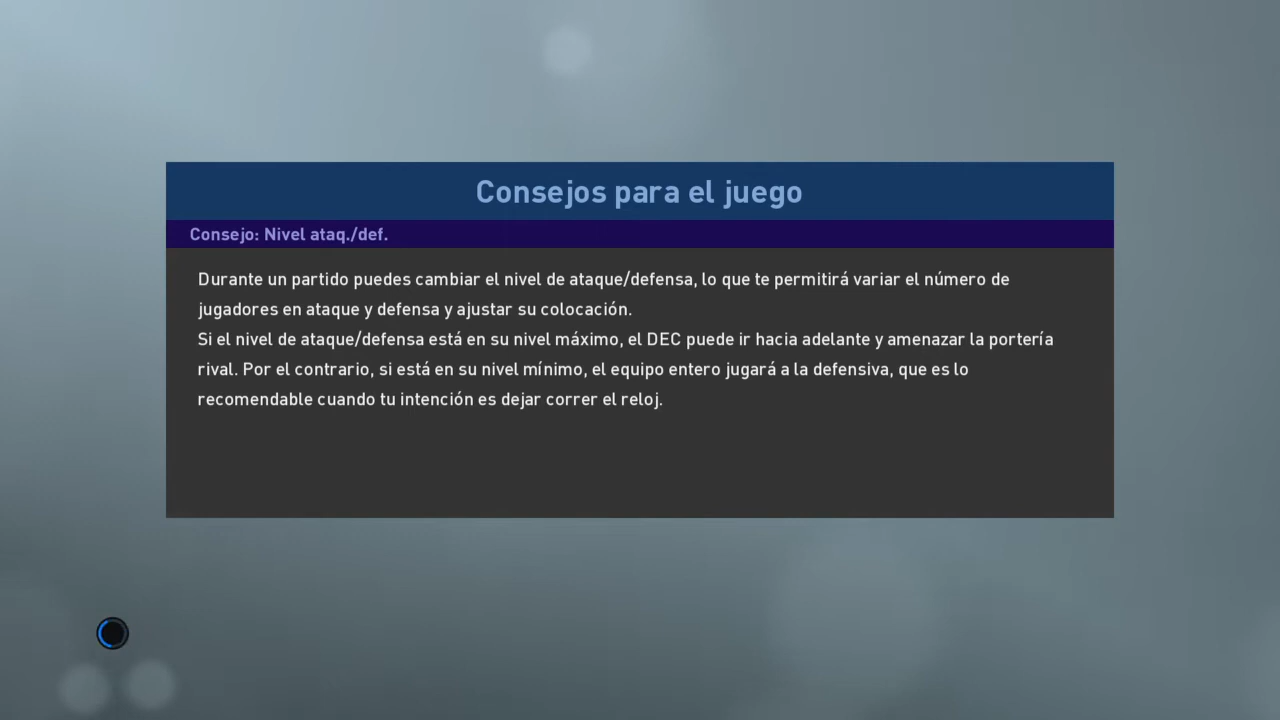 Consejos para el juego
Consejo: Nivel ataq./def.
Durante un partido puedes cambiar el nivel de ataque/defensa, lo que te permitirá variar el número de
jugadores en ataque y defensa y ajustar su colocación.
Si el nivel de ataque/defensa está en su nivel máximo, el DEC puede ir hacia adelante y amenazar la portería
rival. Por el contrario, si está en su nivel mínimo, el equipo entero jugará a la defensiva, que es lo
recomendable cuando tu intención es dejar correr el reloj.